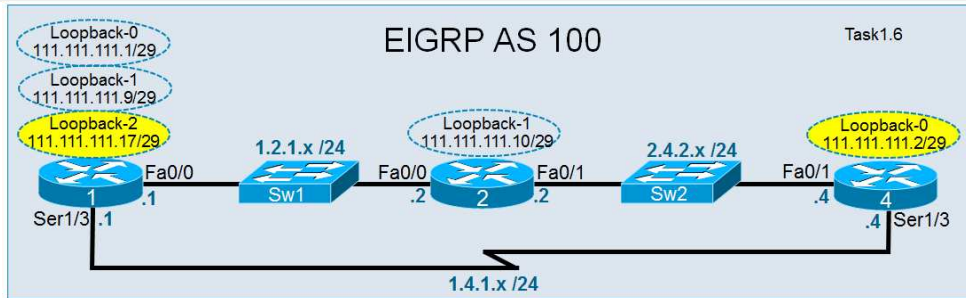 EIGRP AS 100
Task1.6
Loopback-0
111.111.111.1/29
Loopback-1
111.111.111.9/29
Loopback-2
111.111.111.17/29
Loopback-1
111.111.111.10/29
Loopback-0
111.111.111.2/29
1.2.1.x /24
2.4.2.x /24
Fa0/0
Fa0/0
Fa0/1
Fa0/1
1
.1
Sw1
.2
2
.2
Sw2
.4
4
Ser1/3
.1
.4
Ser1/3
1.4.1.x /24